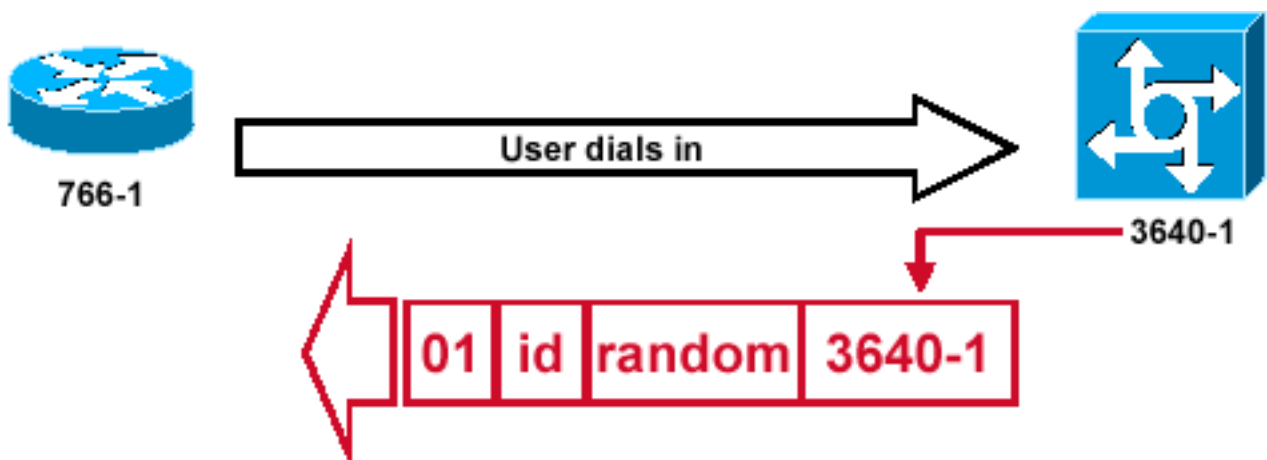 User dials in
766-1
3640-1
01 id random 3640-1